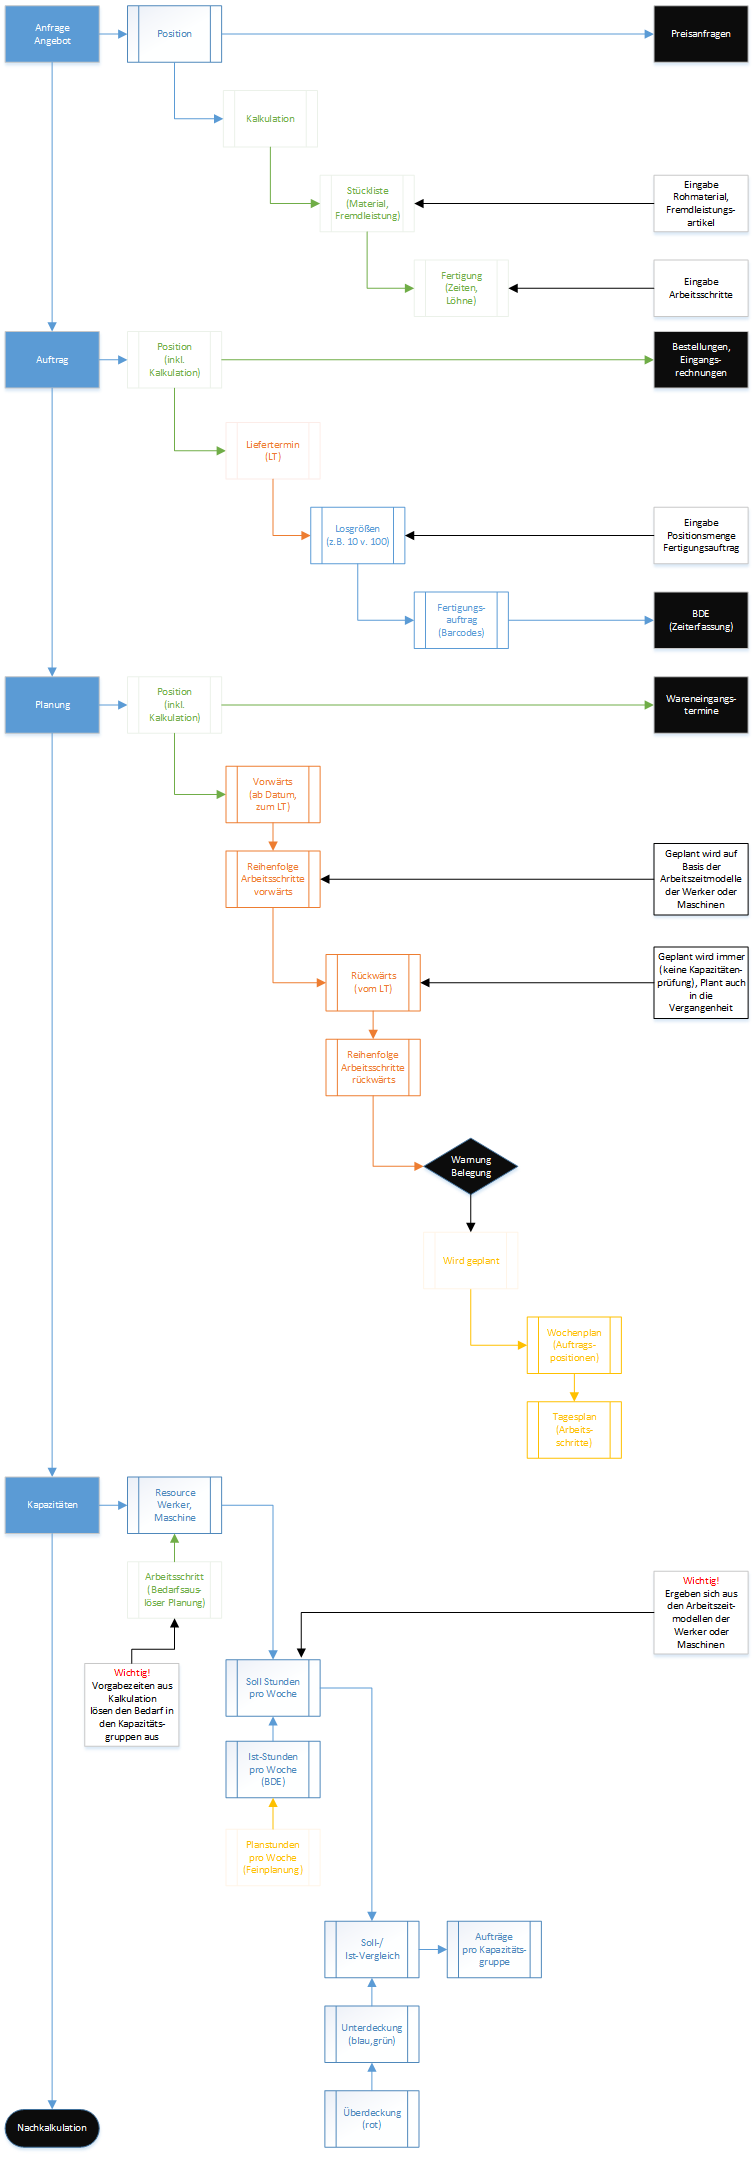 Anfrage
Angebot
Position
Preisanfragen
Kalkulation
Stückliste
(Material,
Fremdleistung)
Eingabe
Rohmaterial,
Fremdleistungs-
artikel
Fertigung
(Zeiten,
Löhne)
Eingabe
Arbeitsschritte
Auftrag
Position
(inkl.
Kalkulation)
Bestellungen,
Eingangs-
rechnungen
Liefertermin
(LT)
Losgrößen
(z.B. 10 v. 100)
Eingabe
Positionsmenge
Fertigungsauftrag
Fertigungs-
auftrag
(Barcodes)
BDE
(Zeiterfassung)
Planung
Position
(inkl.
Kalkulation)
Wareneingangs-
termine
Vorwärts
(ab Datum,
zum LT)
Reihenfolge
Arbeitsschritte
vorwärts
Geplant wird auf
Basis der
Arbeitszeitmodelle
der Werker oder
Maschinen
Rückwärts
(vom LT)
Geplant wird immer
(keine Kapazitäten-
prüfung), Plant auch
in die
Vergangenheit
Reihenfolge
Arbeitsschritte
rückwärts
Warnung
Belegung
Wird geplant
Wochenplan
(Auftrags-
positionen)
Tagesplan
(Arbeits-
schritte)
Kapazitäten
Resource
Werker,
Maschine
Arbeitsschritt
(Bedarfsaus-
löser Planung)
Wichtig!
Ergeben sich aus
den Arbeitszeit-
modellen der
Werker oder
Maschinen
Wichtig!
Vorgabezeiten aus
Kalkulation
lösen den Bedarf in
den Kapazitäts-
gruppen aus
Soll Stunden
pro Woche
Ist-Stunden
pro Woche
(BDE)
Planstunden
pro Woche
(Feinplanung)
Soll-/
Ist-Vergleich
Aufträge
pro Kapazitäts-
gruppe
Unterdeckung
(blau,grün)
Überdeckung
(rot)
Nachkalkulation